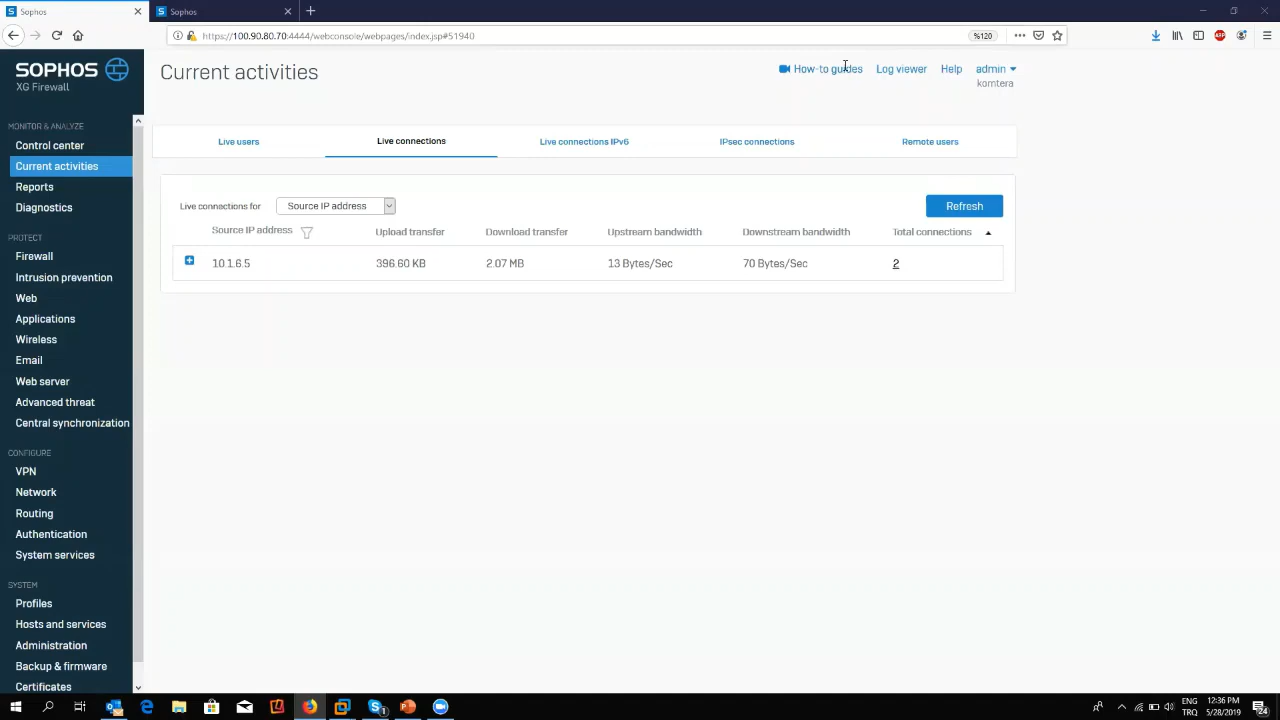 Sophos
Sophos
https://100.90.80.70:4444/webconsole/webpages/index.jsp#51940
%120
ABP
SOPHOS
XG Firewall
Current activities
How-to guides
Log viewer
Help
admin
komtera
MONITOR & ANALYZE
Control center
Current activities
Reports
Diagnostics
PROTECT
Firewall
Intrusion prevention
Web
Applications
Wireless
Email
Web server
Advanced threat
Central synchronization
CONFIGURE
VPN
Network
Routing
Authentication
System services
SYSTEM
Profiles
Hosts and services
Administration
Backup & firmware
Certificates
Live users
Live connections
Live connections IPv6
IPsec connections
Remote users
Live connections for
Source IP address
Refresh
Source IP address
Upload transfer
Download transfer
Upstream bandwidth
Downstream bandwidth
Total connections
10.1.6.5
396.60 KB
2.07 MB
13 Bytes/Sec
70 Bytes/Sec
2
ENG
TRQ
12:36 PM
5/28/2019
24